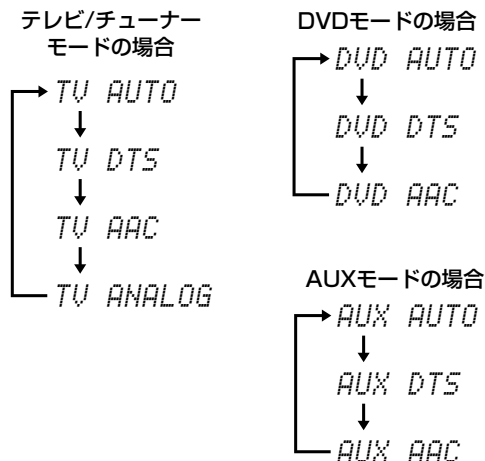 テレビ/チューナー
モードの場合
TV AUTO
TV DTS
TV AAC
TV ANALOG
DVDモードの場合
DVD AUTO
DVD DTS
DVD AAC
AUXモードの場合
AUX AUTO
AUX DTS
AUX AAC